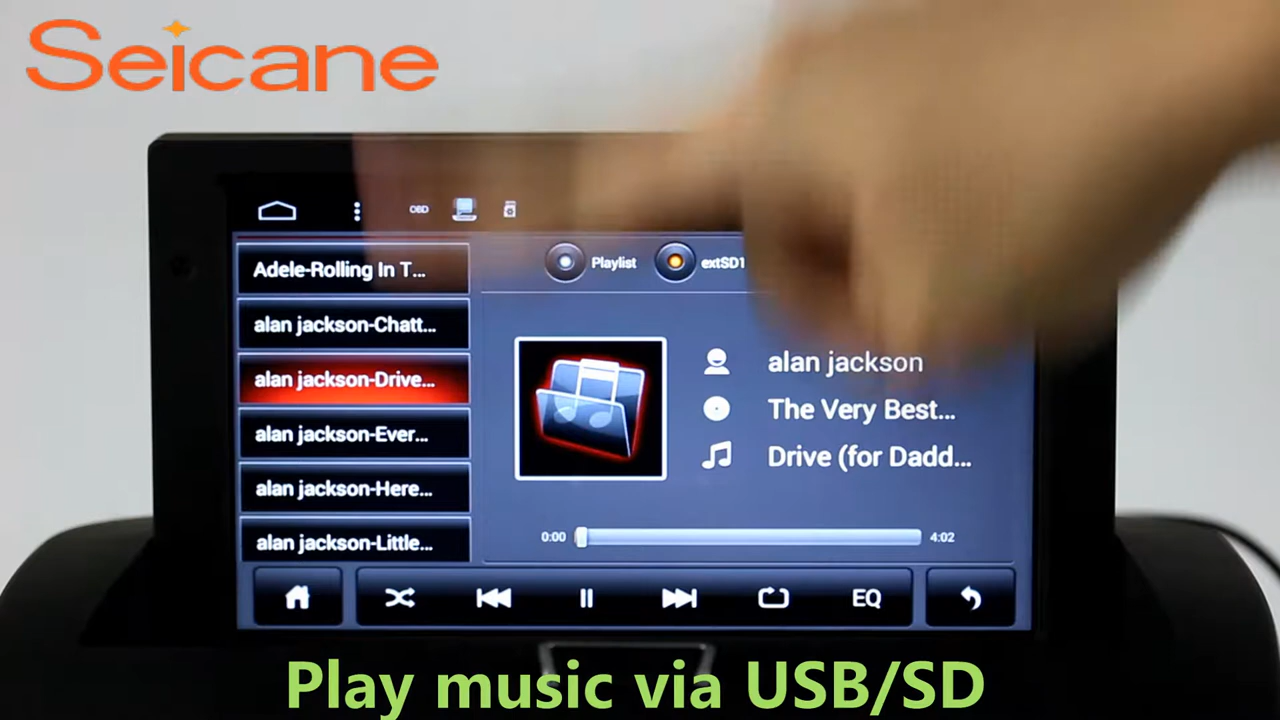 Seicane
OBD
Adele-Rolling In T...
Playlist
extSD1
alan jackson-Chatt...
alan jackson-Drive...
alan jackson
alan jackson-Ever...
The Very Best...
alan jackson-Here...
Drive (for Dadd...
alan jackson-Little...
0:00
4:02
EQ
Play music via USB/SD